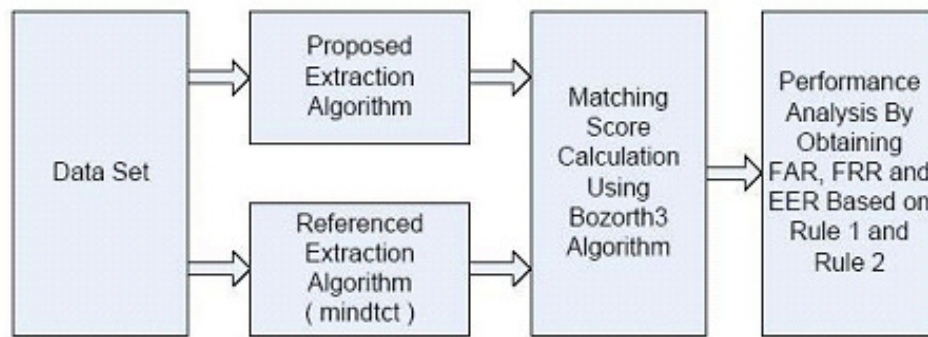 Data Set
Proposed
Extraction
Algorithm
Referenced
Extraction
Algorithm
( mindtct )
Matching
Score
Calculation
Using
Bozorth3
Algorithm
Performance
Analysis By
Obtaining
FAR, FRR and
EER Based on
Rule 1 and
Rule 2